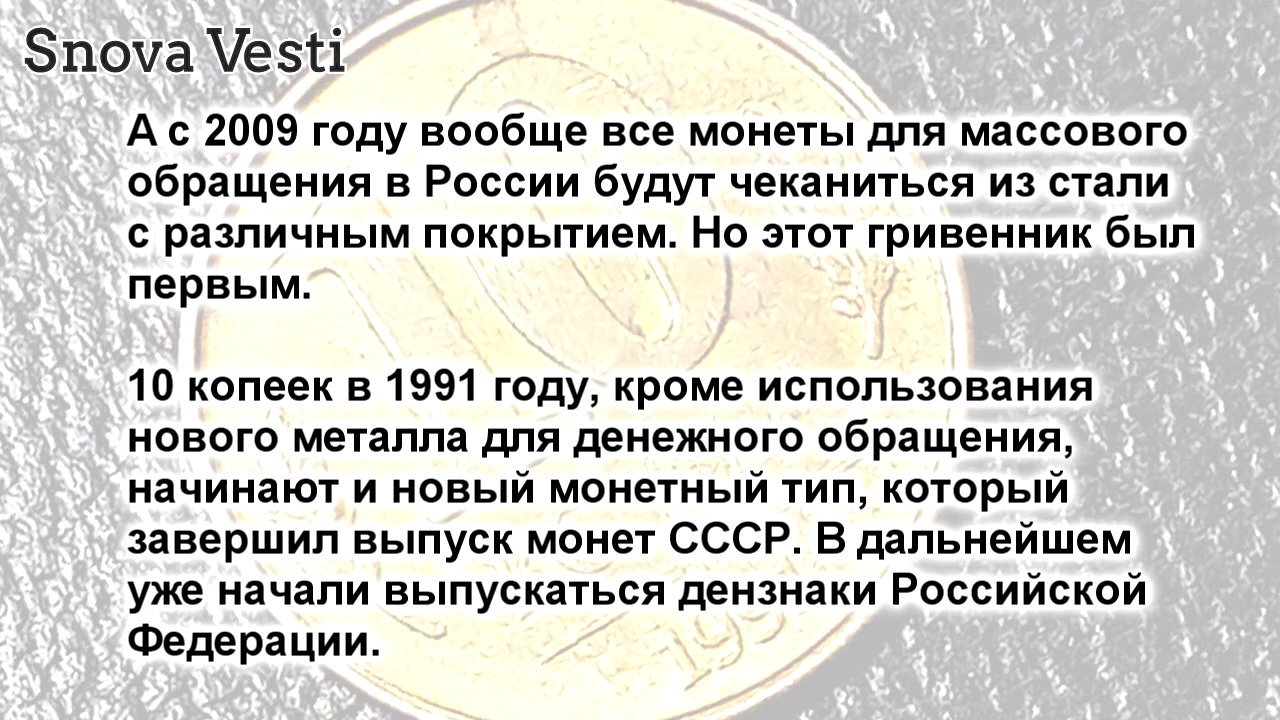 Snova Vesti
А с 2009 году вообще все монеты для массового
обращения в России будут чеканиться из стали
с различным покрытием. Но этот гривенник был
первым.
10 копеек в 1991 году, кроме использования
нового металла для денежного обращения,
начинают и новый монетный тип, который
завершил выпуск монет СССР. В дальнейшем
уже начали выпускаться дензнаки Российской
Федерации.
10
199